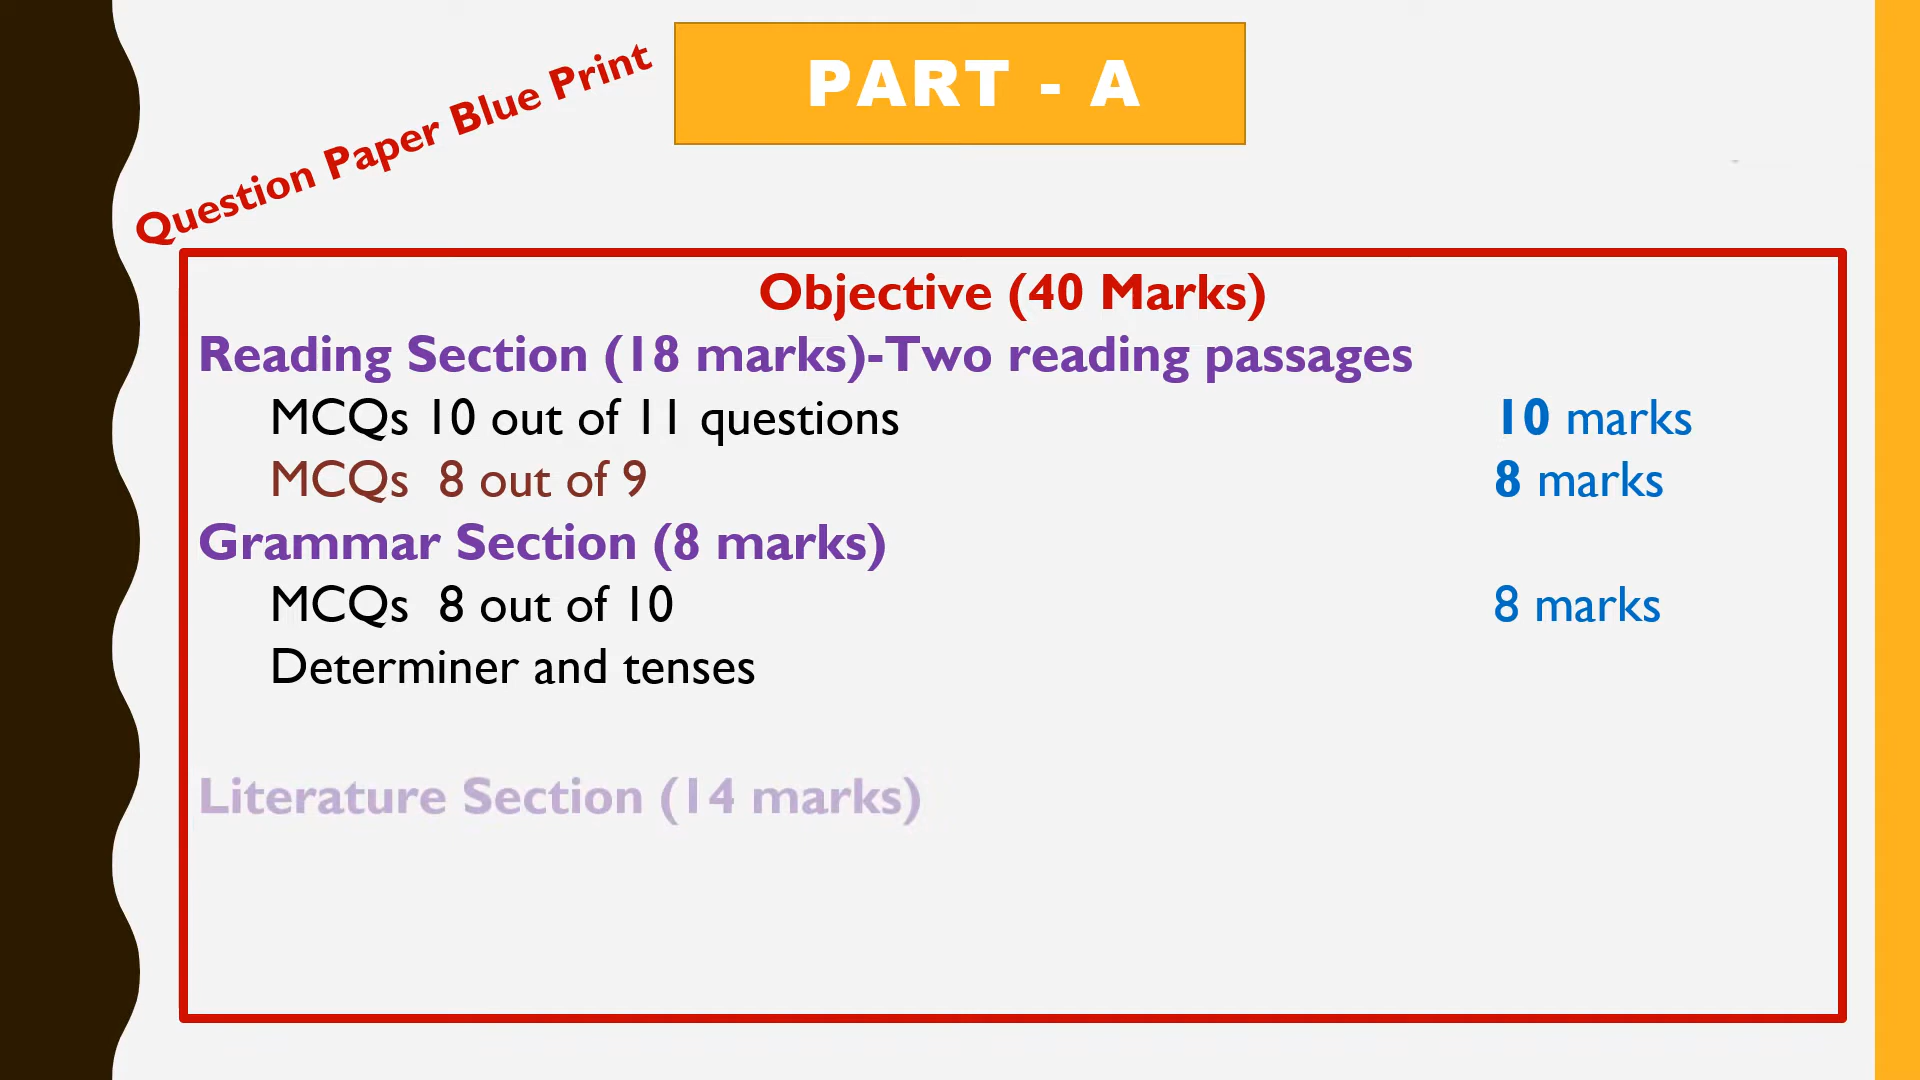 Question Paper Blue Print
PART - A
Objective (40 Marks)
Reading Section (18 marks)-Two reading passages
MCQs 10 out of 11 questions 10 marks
MCQs 8 out of 9 8 marks
Grammar Section (8 marks)
MCQs 8 out of 10 8 marks
Determiner and tenses
Literature Section (14 marks)